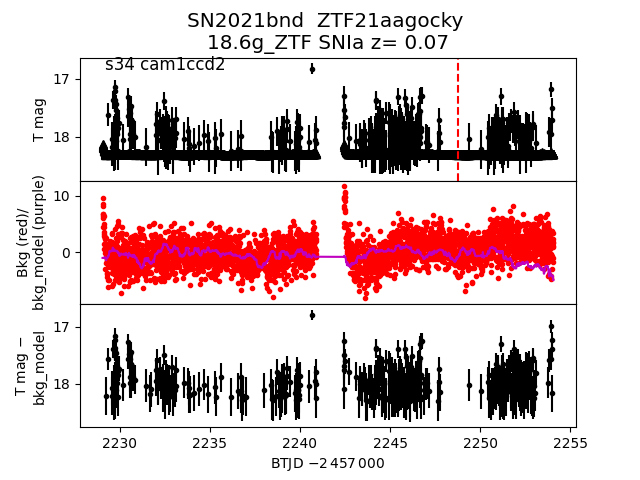 SN2021bnd  ZTF21aagocky
18.6g_ZTF SNIa z= 0.07
s34 cam1ccd2
17
18
T mag
10
0
Bkg (red)/
bkg_model (purple)
17
18
T mag −
bkg_model
2230 2235 2240 2245 2250 2255
BTJD −2 457 000